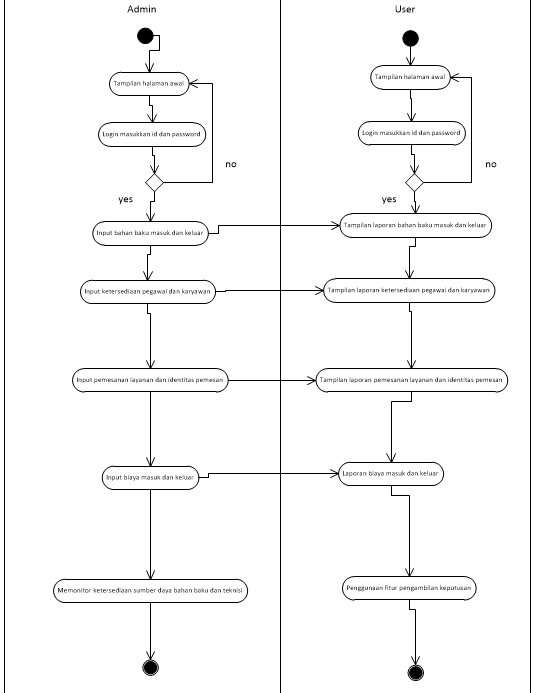 Admin
User
Tampilan halaman awal
Tampilan halaman awal
Login masukkan id dan password
Login masukkan id dan password
no
no
yes
yes
Input bahan baku masuk dan keluar
Tampilan laporan bahan baku masuk dan keluar
Input ketersediaan pegawai dan karyawan
Tampilan laporan ketersediaan pegawai dan karyawan
Input pemesanan layanan dan identitas pemesan
Tampilan laporan pemesanan layanan dan identitas pemesan
Input biaya masuk dan keluar
Laporan biaya masuk dan keluar
Memonitor ketersediaan sumber daya bahan baku dan teknisi
Penggunaan fitur pengambilan keputusan